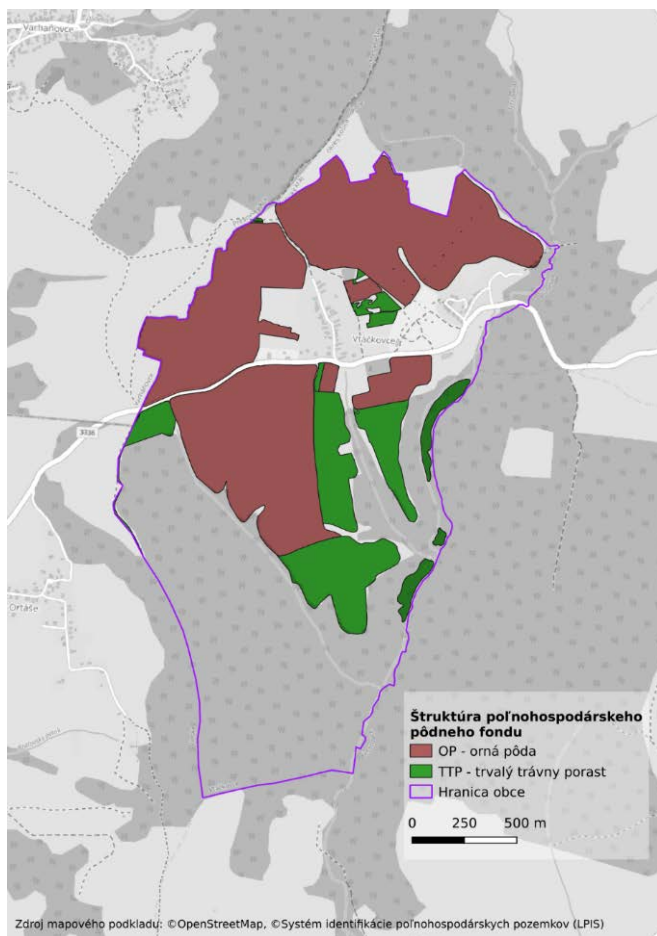 Varhaňovce
Vtáčkovce
3336
Ortáše
Štruktúra poľnohospodárskeho
pôdneho fondu
OP - orná pôda
TTP - trvalý trávny porast
Hranica obce
0 250 500 m
Zdroj mapového podkladu: ©OpenStreetMap, ©Systém identifikácie poľnohospodárskych pozemkov (LPIS)